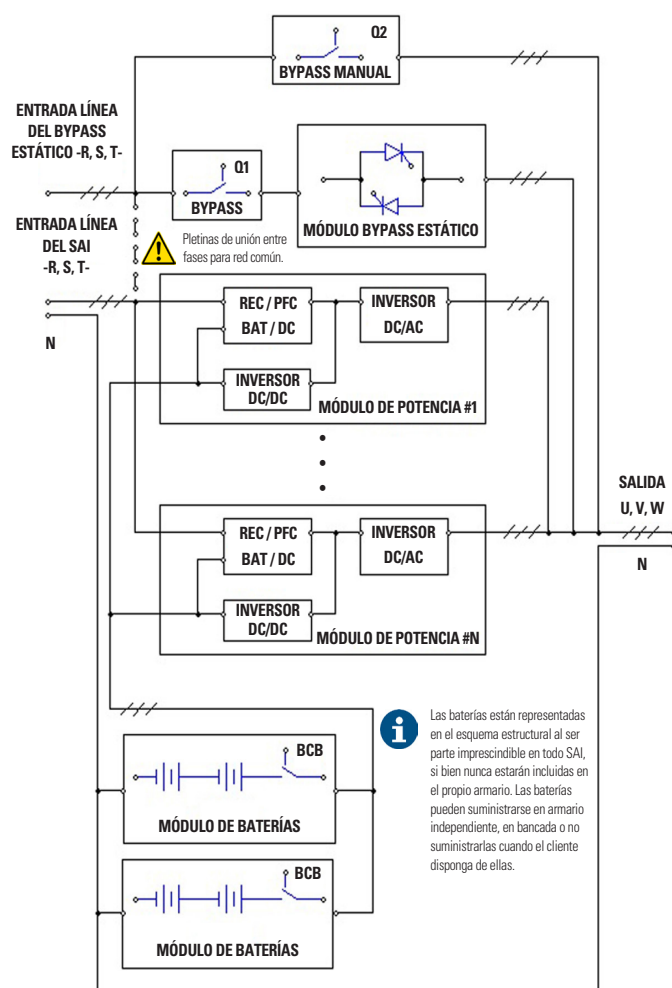 Q2
BYPASS MANUAL
ENTRADA LÍNEA
DEL BYPASS
ESTÁTICO -R, S, T-
Q1
BYPASS
MÓDULO BYPASS ESTÁTICO
ENTRADA LÍNEA
DEL SAI
-R, S, T-
Pletinas de unión entre
fases para red común.
N
REC / PFC
BAT / DC
INVERSOR
DC/AC
INVERSOR
DC/DC
MÓDULO DE POTENCIA #1
SALIDA
U, V, W
N
REC / PFC
BAT / DC
INVERSOR
DC/AC
INVERSOR
DC/DC
MÓDULO DE POTENCIA #N
Las baterías están representadas
en el esquema estructural al ser
parte imprescindible en todo SAI,
si bien nunca estarán incluidas en
el propio armario. Las baterías
pueden suministrarse en armario
independiente, en bancada o no
suministrarlas cuando el cliente
disponga de ellas.
BCB
MÓDULO DE BATERÍAS
BCB
MÓDULO DE BATERÍAS